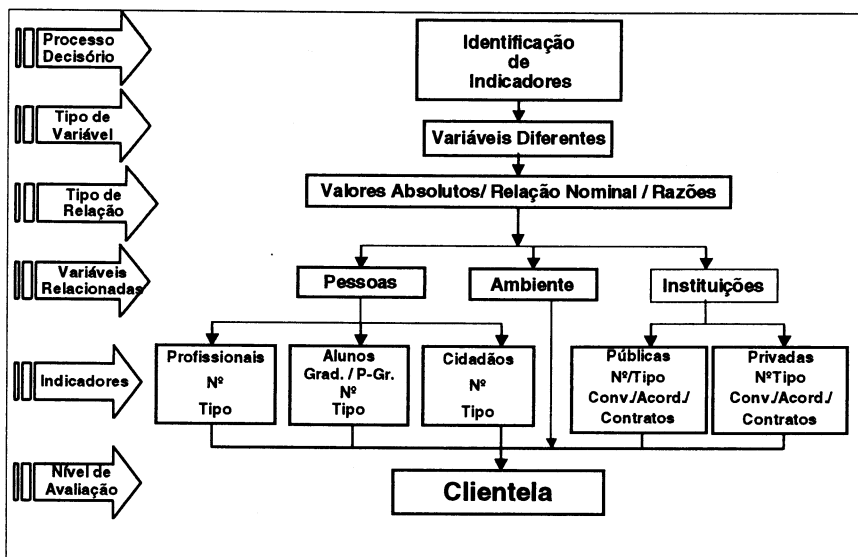 Processo
Decisório
Identificação
de
Indicadores
Tipo de
Variável
Variáveis Diferentes
Tipo de
Relação
Valores Absolutos/ Relação Nominal / Razões
Variáveis
Relacionadas
Pessoas
Ambiente
Instituições
Indicadores
Profissionais
Nº
Tipo
Alunos
Grad. / P-Gr.
Nº
Tipo
Cidadãos
Nº
Tipo
Públicas
Nº/Tipo
Conv./Acord./
Contratos
Privadas
NºTipo
Conv./Acord./
Contratos
Nível de
Avaliação
Clientela